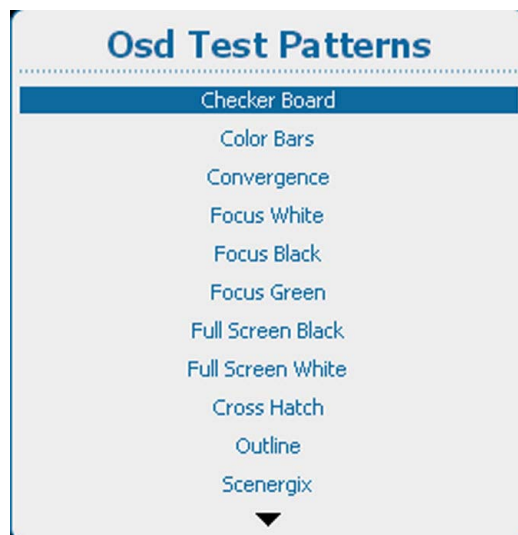 Osd Test Patterns
Checker Board
Color Bars
Convergence
Focus White
Focus Black
Focus Green
Full Screen Black
Full Screen White
Cross Hatch
Outline
Scenergix